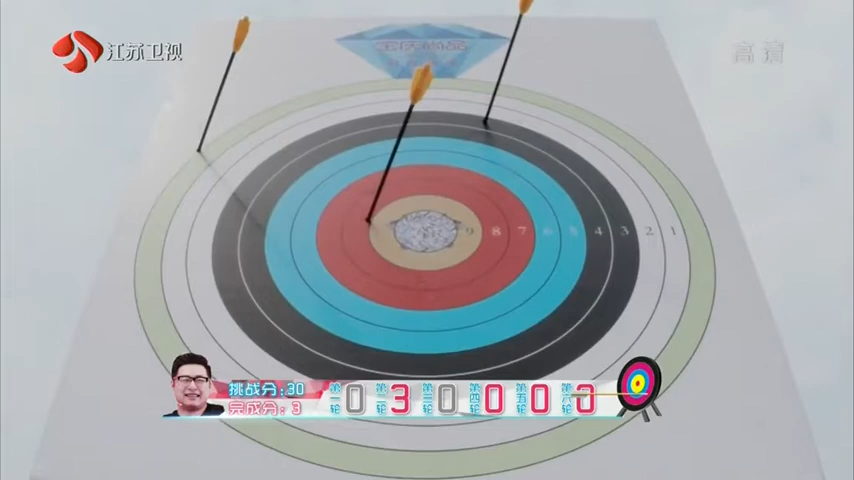 江苏卫视
高清
9 8 7 6 5 4 3 2 1
挑战分:30
完成分: 3
第一轮 0
第二轮 3
第三轮 0
第四轮 0
第五轮 0
第六轮 0